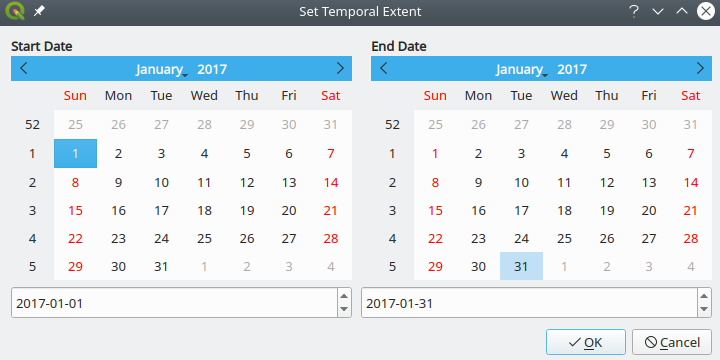 Set Temporal Extent
Start Date
January 2017
Sun Mon Tue Wed Thu Fri Sat
52 25 26 27 28 29 30 31
1 1 2 3 4 5 6 7
2 8 9 10 11 12 13 14
3 15 16 17 18 19 20 21
4 22 23 24 25 26 27 28
5 29 30 31 1 2 3 4
2017-01-01
End Date
January 2017
Sun Mon Tue Wed Thu Fri Sat
52 25 26 27 28 29 30 31
1 1 2 3 4 5 6 7
2 8 9 10 11 12 13 14
3 15 16 17 18 19 20 21
4 22 23 24 25 26 27 28
5 29 30 31 1 2 3 4
2017-01-31
OK
Cancel